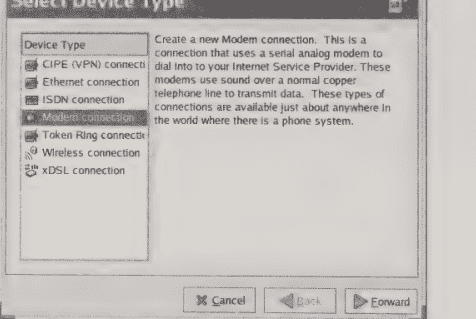 Select Device Type
Device Type
CIPE (VPN) connecti
Ethernet connection
ISDN connection
Modem connection
Token Ring connectio
Wireless connection
xDSL connection
Create a new Modem connection. This is a
connection that uses a serial analog modem to
dial into to your Internet Service Provider. These
modems use sound over a normal copper
telephone line to transmit data. These types of
connections are available just about anywhere in
the world where there is a phone system.
Cancel
Back
Forward